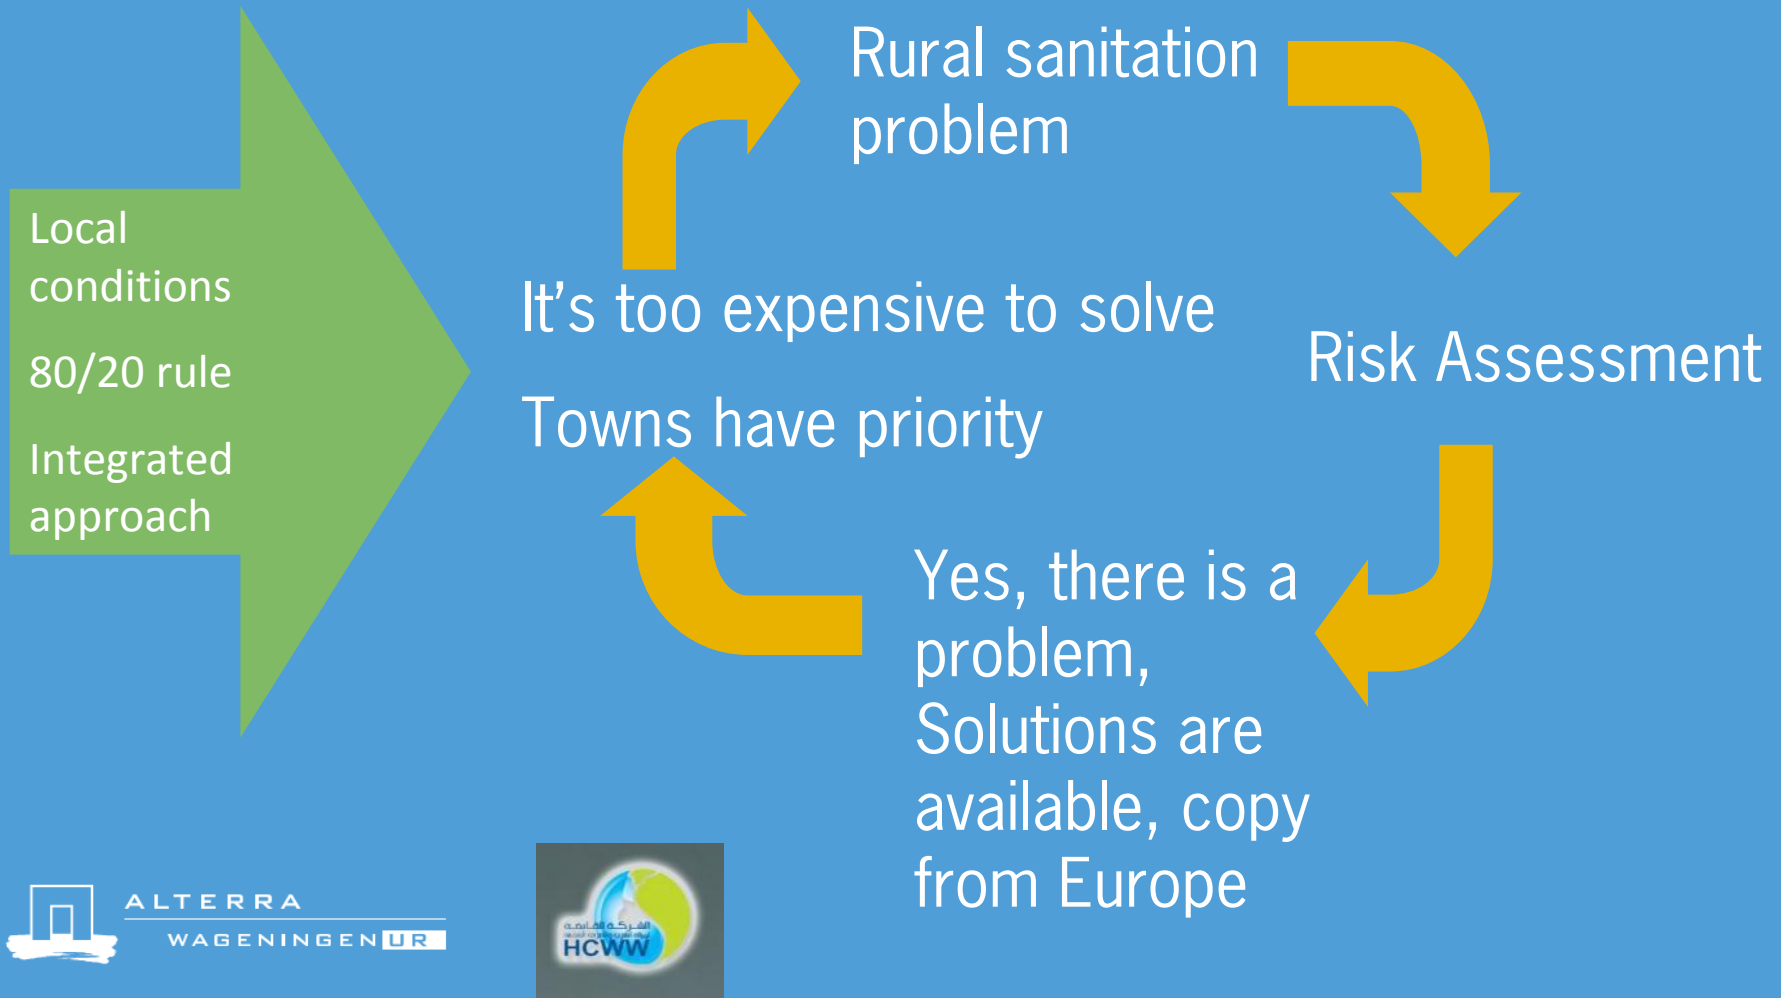 Rural sanitation
problem
Local
conditions
80/20 rule
Integrated
approach
It's too expensive to solve
Towns have priority
Risk Assessment
Yes, there is a
problem,
Solutions are
available, copy
from Europe
ALTERRA
WAGENINGEN UR
HCWW